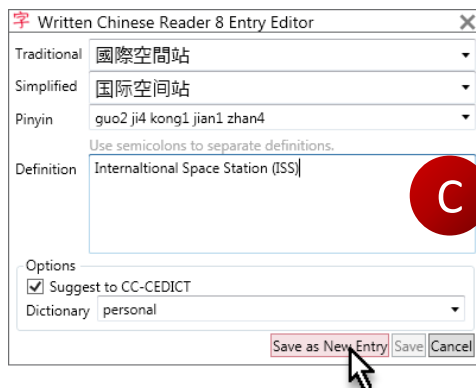 字 Written Chinese Reader 8 Entry Editor
Traditional 國際空間站
Simplified 国际空间站
Pinyin guo2 ji4 kong1 jian1 zhan4
Use semicolons to separate definitions.
Definition Internaltional Space Station (ISS)
C
Options
Suggest to CC-CEDICT
Dictionary personal
Save as New Entry Save Cancel